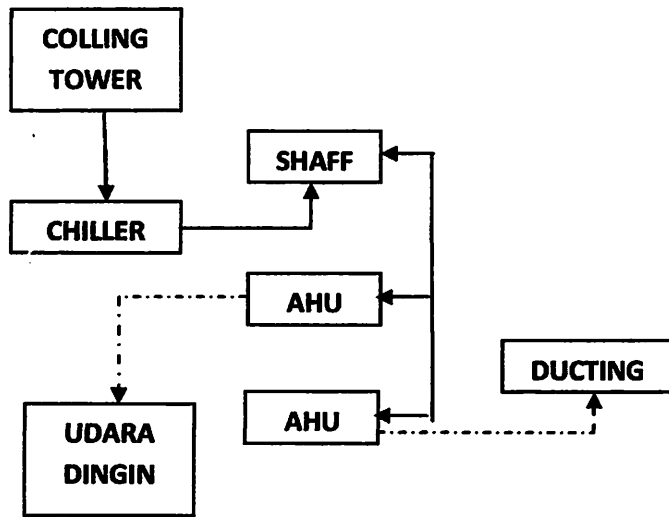 COLLING
TOWER
SHAFF
CHILLER
AHU
DUCTING
AHU
UDARA
DINGIN